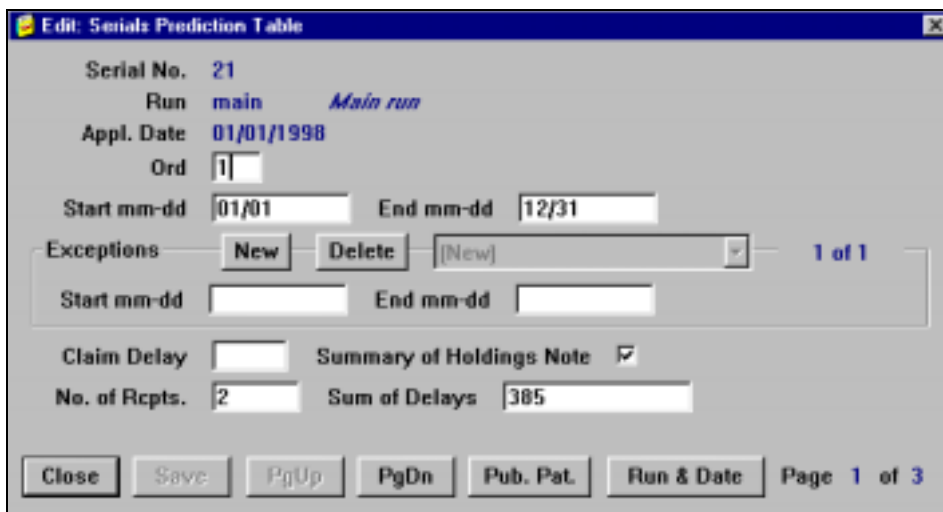 Edit: Serials Prediction Table
Serial No. 21
Run main Main run
Appl. Date 01/01/1998
Ord 1
Start mm-dd 01/01 End mm-dd 12/31
Exceptions New Delete [New] 1 of 1
Start mm-dd End mm-dd
Claim Delay Summary of Holdings Note
No. of Rcpts. 2 Sum of Delays 385
Close Save PgUp PgDn Pub. Pat. Run & Date Page 1 of 3